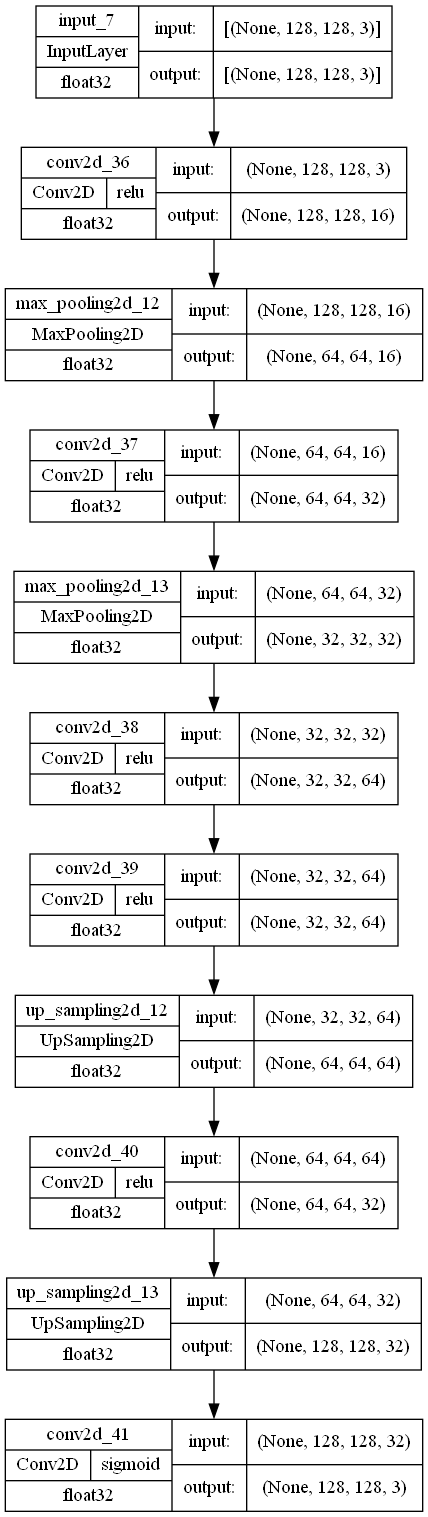 input_7
InputLayer
float32
input:
[(None, 128, 128, 3)]
output:
[(None, 128, 128, 3)]
conv2d_36
Conv2D
relu
float32
input:
(None, 128, 128, 3)
output:
(None, 128, 128, 16)
max_pooling2d_12
MaxPooling2D
float32
input:
(None, 128, 128, 16)
output:
(None, 64, 64, 16)
conv2d_37
Conv2D
relu
float32
input:
(None, 64, 64, 16)
output:
(None, 64, 64, 32)
max_pooling2d_13
MaxPooling2D
float32
input:
(None, 64, 64, 32)
output:
(None, 32, 32, 32)
conv2d_38
Conv2D
relu
float32
input:
(None, 32, 32, 32)
output:
(None, 32, 32, 64)
conv2d_39
Conv2D
relu
float32
input:
(None, 32, 32, 64)
output:
(None, 32, 32, 64)
up_sampling2d_12
UpSampling2D
float32
input:
(None, 32, 32, 64)
output:
(None, 64, 64, 64)
conv2d_40
Conv2D
relu
float32
input:
(None, 64, 64, 64)
output:
(None, 64, 64, 32)
up_sampling2d_13
UpSampling2D
float32
input:
(None, 64, 64, 32)
output:
(None, 128, 128, 32)
conv2d_41
Conv2D
sigmoid
float32
input:
(None, 128, 128, 32)
output:
(None, 128, 128, 3)